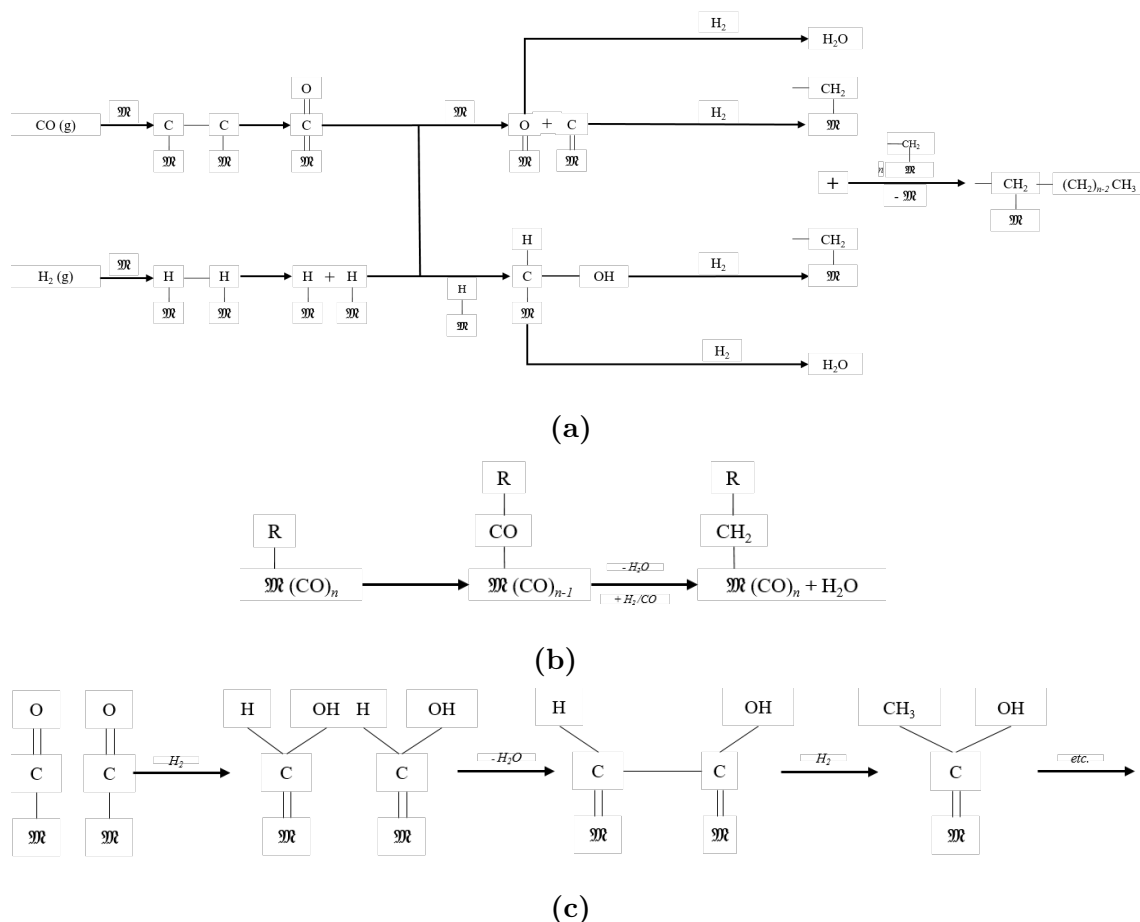 H₂
H₂O
O
CH₂
CO (g) 𝔐 C C C 𝔐 O + C H₂ 𝔐
𝔐 𝔐 𝔐 𝔐 𝔐
CH₂
n 𝔐
+ - 𝔐 CH₂ (CH₂)n-2 CH₃
𝔐
H CH₂
H₂ (g) 𝔐 H H H + H C OH H₂ 𝔐
𝔐 𝔐 𝔐 𝔐 H 𝔐
𝔐
H₂ H₂O
(a)
R R
R CO CH₂
𝔐 (CO)n 𝔐 (CO)n-1 - H₂O 𝔐 (CO)n + H₂O
+ H₂/CO
(b)
O O H OH H OH H OH CH₃ OH
C C H₂ C C - H₂O C C H₂ C etc.
𝔐 𝔐 𝔐 𝔐 𝔐 𝔐 𝔐
(c)